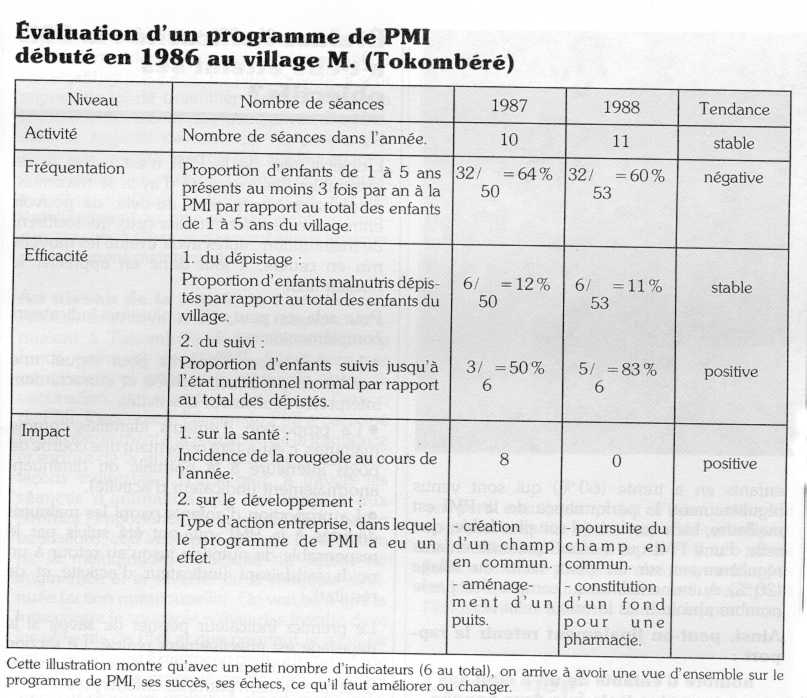 Évaluation d'un programme de PMI
débuté en 1986 au village M. (Tokombéré)
Niveau Nombre de séances 1987 1988 Tendance
Activité Nombre de séances dans l'année. 10 11 stable
Fréquentation Proportion d'enfants de 1 à 5 ans 32/ =64% 32/ =60% négative
présents au moins 3 fois par an à la 50 53
PMI par rapport au total des enfants
de 1 à 5 ans du village.
Efficacité 1. du dépistage :
Proportion d'enfants malnutris dépis- 6/ =12% 6/ =11% stable
tés par rapport au total des enfants du 50 53
village.
2. du suivi :
Proportion d'enfants suivis jusqu'à 3/ =50% 5/ =83% positive
l'état nutritionnel normal par rapport 6 6
au total des dépistés.
Impact 1. sur la santé :
Incidence de la rougeole au cours de 8 0 positive
l'année.
2. sur le développement :
Type d'action entreprise, dans lequel - création - poursuite du
le programme de PMI a eu un d'un champ champ en
effet. en commun. commun.
- aménage- - constitution
ment d'un d'un fond
puits. pour une
pharmacie.
Cette illustration montre qu'avec un petit nombre d'indicateurs (6 au total), on arrive à avoir une vue d'ensemble sur le
programme de PMI, ses succès, ses échecs, ce qu'il faut améliorer ou changer.